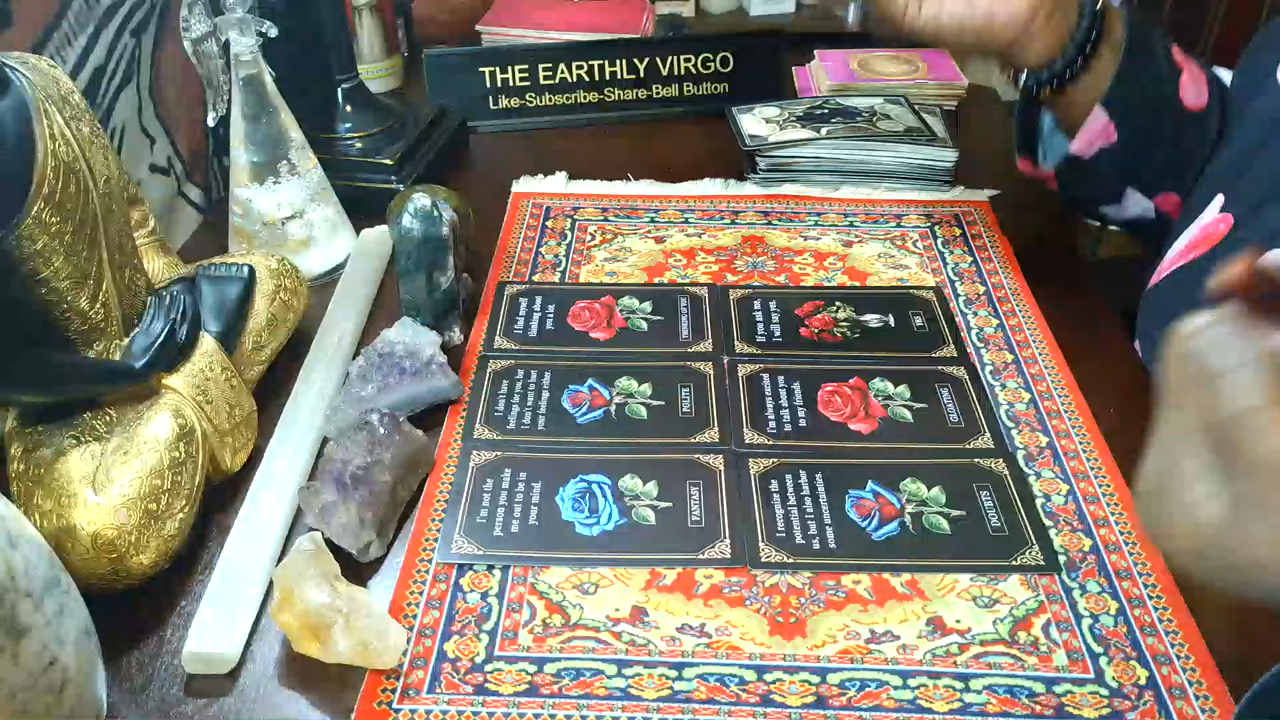 THE EARTHLY VIRGO
Like-Subscribe-Share-Bell Button
I find myself
thinking about
you a lot.
THINKING OF YOU
If you ask me,
I will say yes.
YES
I don't have
feelings for you, but
I don't want to hurt
your feelings either.
POLITE
I'm always excited
to talk about you
to my friends.
GLOATING
I'm not the
person you make
me out to be in
your mind.
FANTASY
I recognize the
potential between
us, but I also harbor
some uncertainties.
DOUBTS